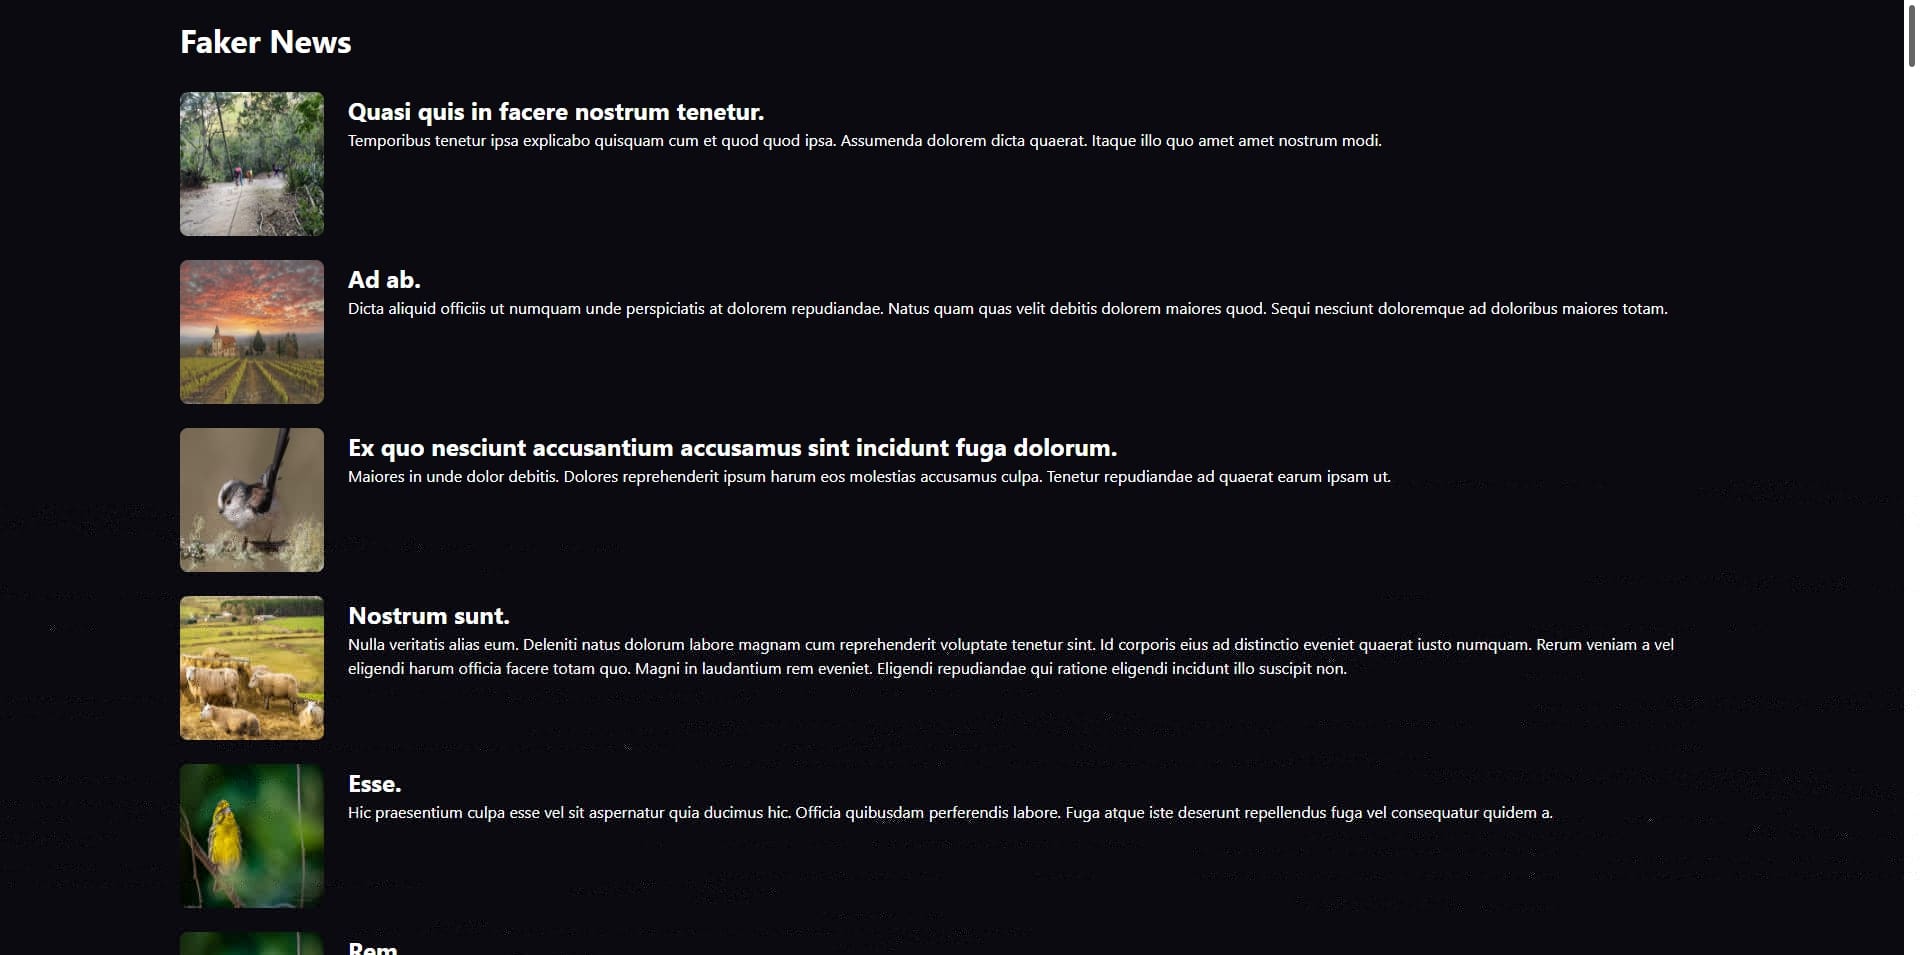 Faker News
Quasi quis in facere nostrum tenetur.
Temporibus tenetur ipsa explicabo quisquam cum et quod quod ipsa. Assumenda dolorem dicta quaerat. Itaque illo quo amet amet nostrum modi.
Ad ab.
Dicta aliquid officiis ut numquam unde perspiciatis at dolorem repudiandae. Natus quam quas velit debitis dolorem maiores quod. Sequi nesciunt doloremque ad doloribus maiores totam.
Ex quo nesciunt accusantium accusamus sint incidunt fuga dolorum.
Maiores in unde dolor debitis. Dolores reprehenderit ipsum harum eos molestias accusamus culpa. Tenetur repudiandae ad quaerat earum ipsam ut.
Nostrum sunt.
Nulla veritatis alias eum. Deleniti natus dolorum labore magnam cum reprehenderit voluptate tenetur sint. Id corporis eius ad distinctio eveniet quaerat iusto numquam. Rerum veniam a vel
eligendi harum officia facere totam quo. Magni in laudantium rem eveniet. Eligendi repudiandae qui ratione eligendi incidunt illo suscipit non.
Esse.
Hic praesentium culpa esse vel sit aspernatur quia ducimus hic. Officia quibusdam perferendis labore. Fuga atque iste deserunt repellendus fuga vel consequatur quidem a.
Rem